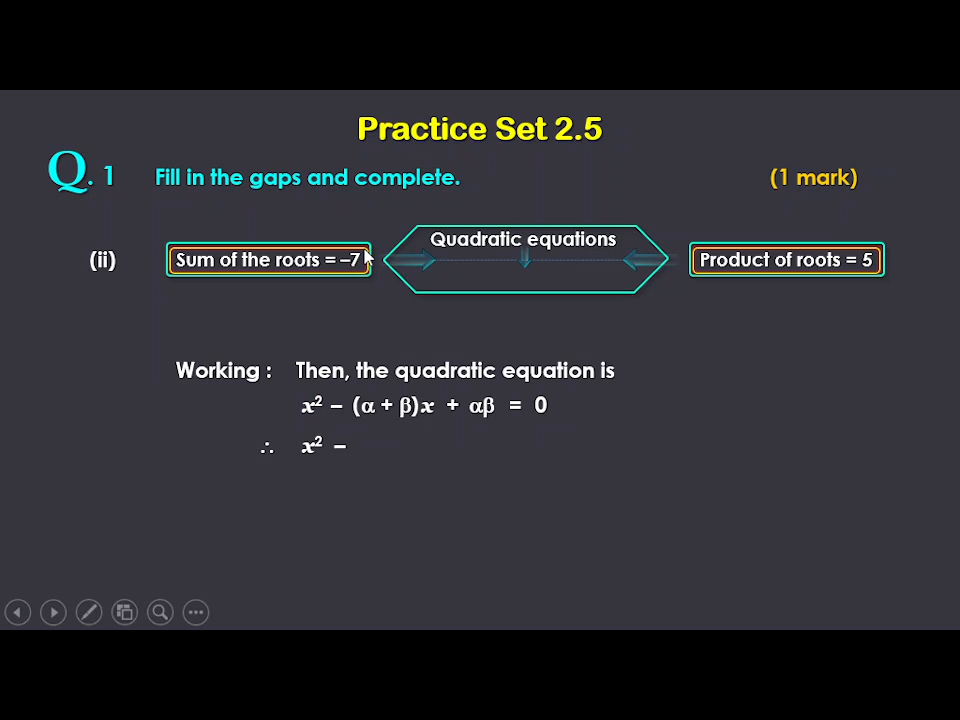 Practice Set 2.5
Q. 1 Fill in the gaps and complete. (1 mark)
Quadratic equations
(ii) Sum of the roots = –7 Product of roots = 5
Working : Then, the quadratic equation is
x² – (α + β)x + αβ = 0
∴ x² –